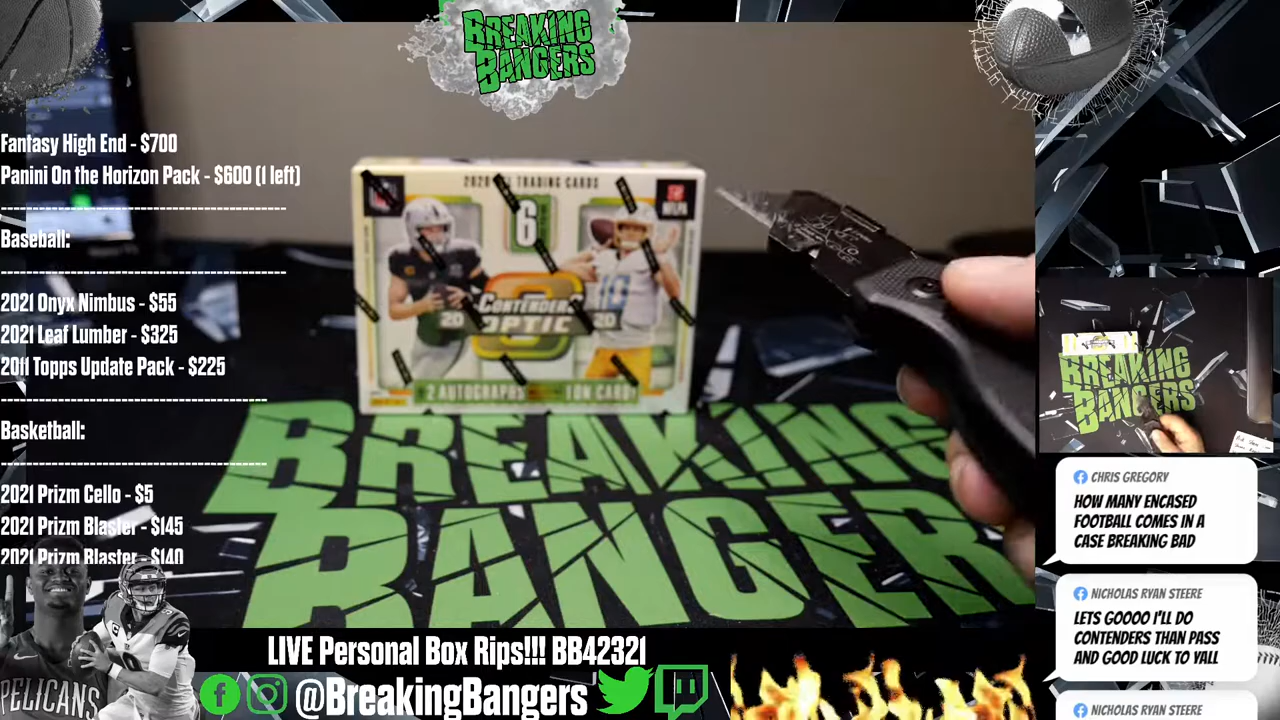 BREAKING
BANGERS
Fantasy High End - $700
Panini On the Horizon Pack - $600 (1 left)
Baseball:
2021 Onyx Nimbus - $55
2021 Leaf Lumber - $325
2011 Topps Update Pack - $225
Basketball:
2021 Prizm Cello - $5
2021 Prizm Blaster - $145
2021 Prizm Blaster - $140
TRADING CARDS
6
CONTENDERS
20 OPTIC 20
2 AUTOGRAPHS
BREAKING
BANGERS
BREAKING
BANGERS
CHRIS GREGORY
HOW MANY ENCASED
FOOTBALL COMES IN A
CASE BREAKING BAD
NICHOLAS RYAN STEERE
LETS GOOOO I'LL DO
CONTENDERS THAN PASS
AND GOOD LUCK TO YALL
NICHOLAS RYAN STEERE
PELICANS
LIVE Personal Box Rips!!! BB42321
@BreakingBangers